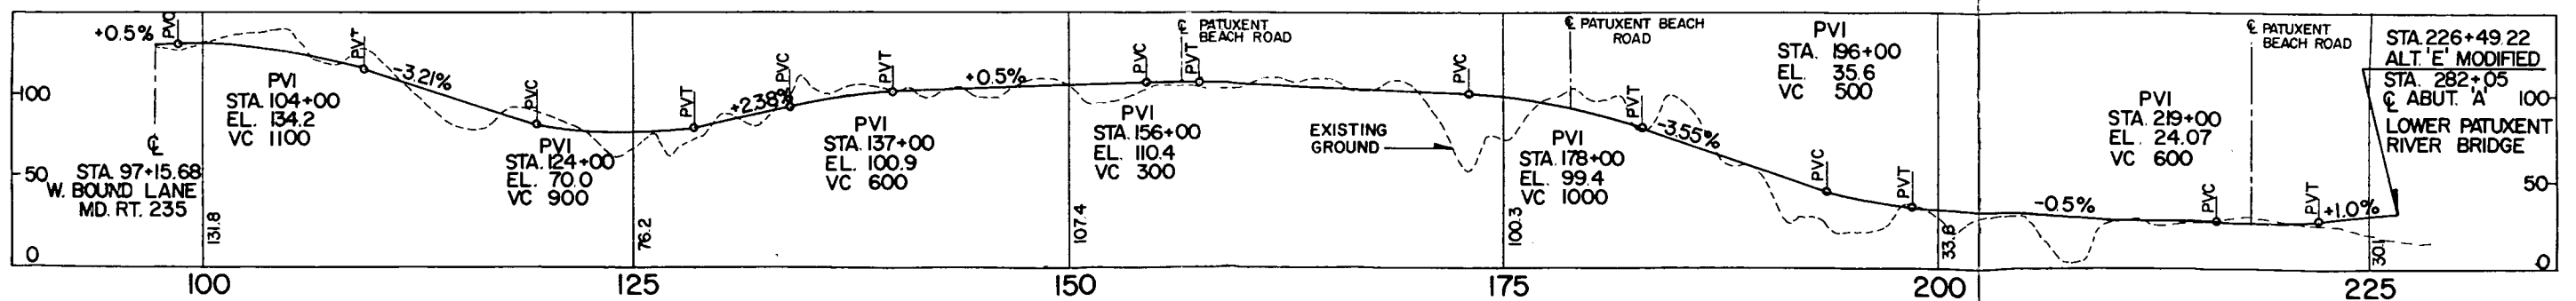 +0.5%
PVC
PVT
-3.21%
PVI
STA. 104+00
EL. 134.2
VC 1100
PVC
PVT
PVI
STA. 124+00
EL. 70.0
VC 900
+2.38%
PVC
PVT
PVI
STA. 137+00
EL. 100.9
VC 600
+0.5%
PVC
PVT
PVI
STA. 156+00
EL. 110.4
VC 300
℄ PATUXENT
BEACH ROAD
EXISTING
GROUND
PVC
PVT
PVI
STA. 178+00
EL. 99.4
VC 1000
℄ PATUXENT BEACH
ROAD
-3.55%
PVI
STA. 196+00
EL. 35.6
VC 500
PVC
PVT
-0.5%
PVI
STA. 219+00
EL. 24.07
VC 600
PVC
PVT
+1.0%
℄ PATUXENT
BEACH ROAD
STA. 226+49.22
ALT. 'E' MODIFIED
STA. 282+05
℄ ABUT. 'A'
LOWER PATUXENT
RIVER BRIDGE
℄
STA. 97+15.68
W. BOUND LANE
MD. RT. 235
100
50
0
100
50
0
131.8
76.2
107.4
100.3
33.8
30.1
100
125
150
175
200
225